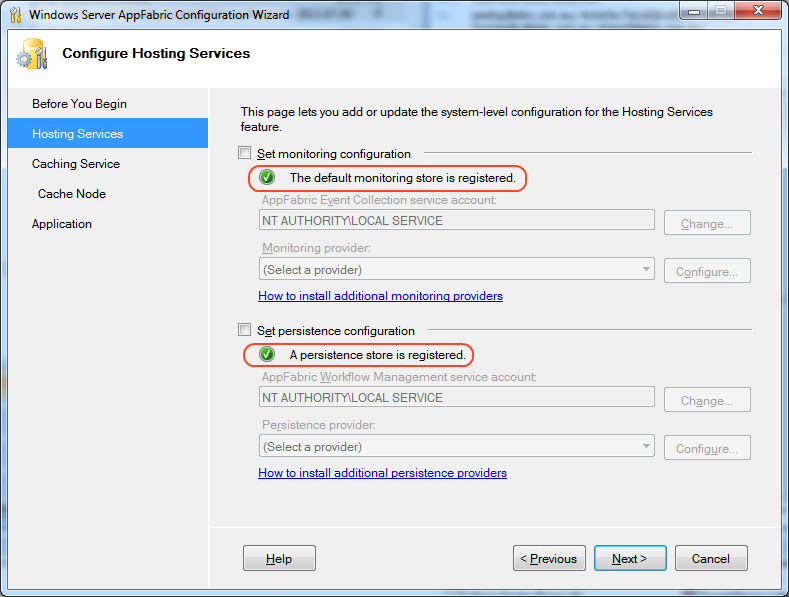 Windows Server AppFabric Configuration Wizard
Configure Hosting Services
Before You Begin
Hosting Services
Caching Service
Cache Node
Application
This page lets you add or update the system-level configuration for the Hosting Services
feature.
Set monitoring configuration
The default monitoring store is registered.
AppFabric Event Collection service account:
NT AUTHORITY\LOCAL SERVICE
Change...
Monitoring provider:
(Select a provider)
Configure...
How to install additional monitoring providers
Set persistence configuration
A persistence store is registered.
AppFabric Workflow Management service account:
NT AUTHORITY\LOCAL SERVICE
Change...
Persistence provider:
(Select a provider)
Configure...
How to install additional persistence providers
Help
< Previous
Next >
Cancel